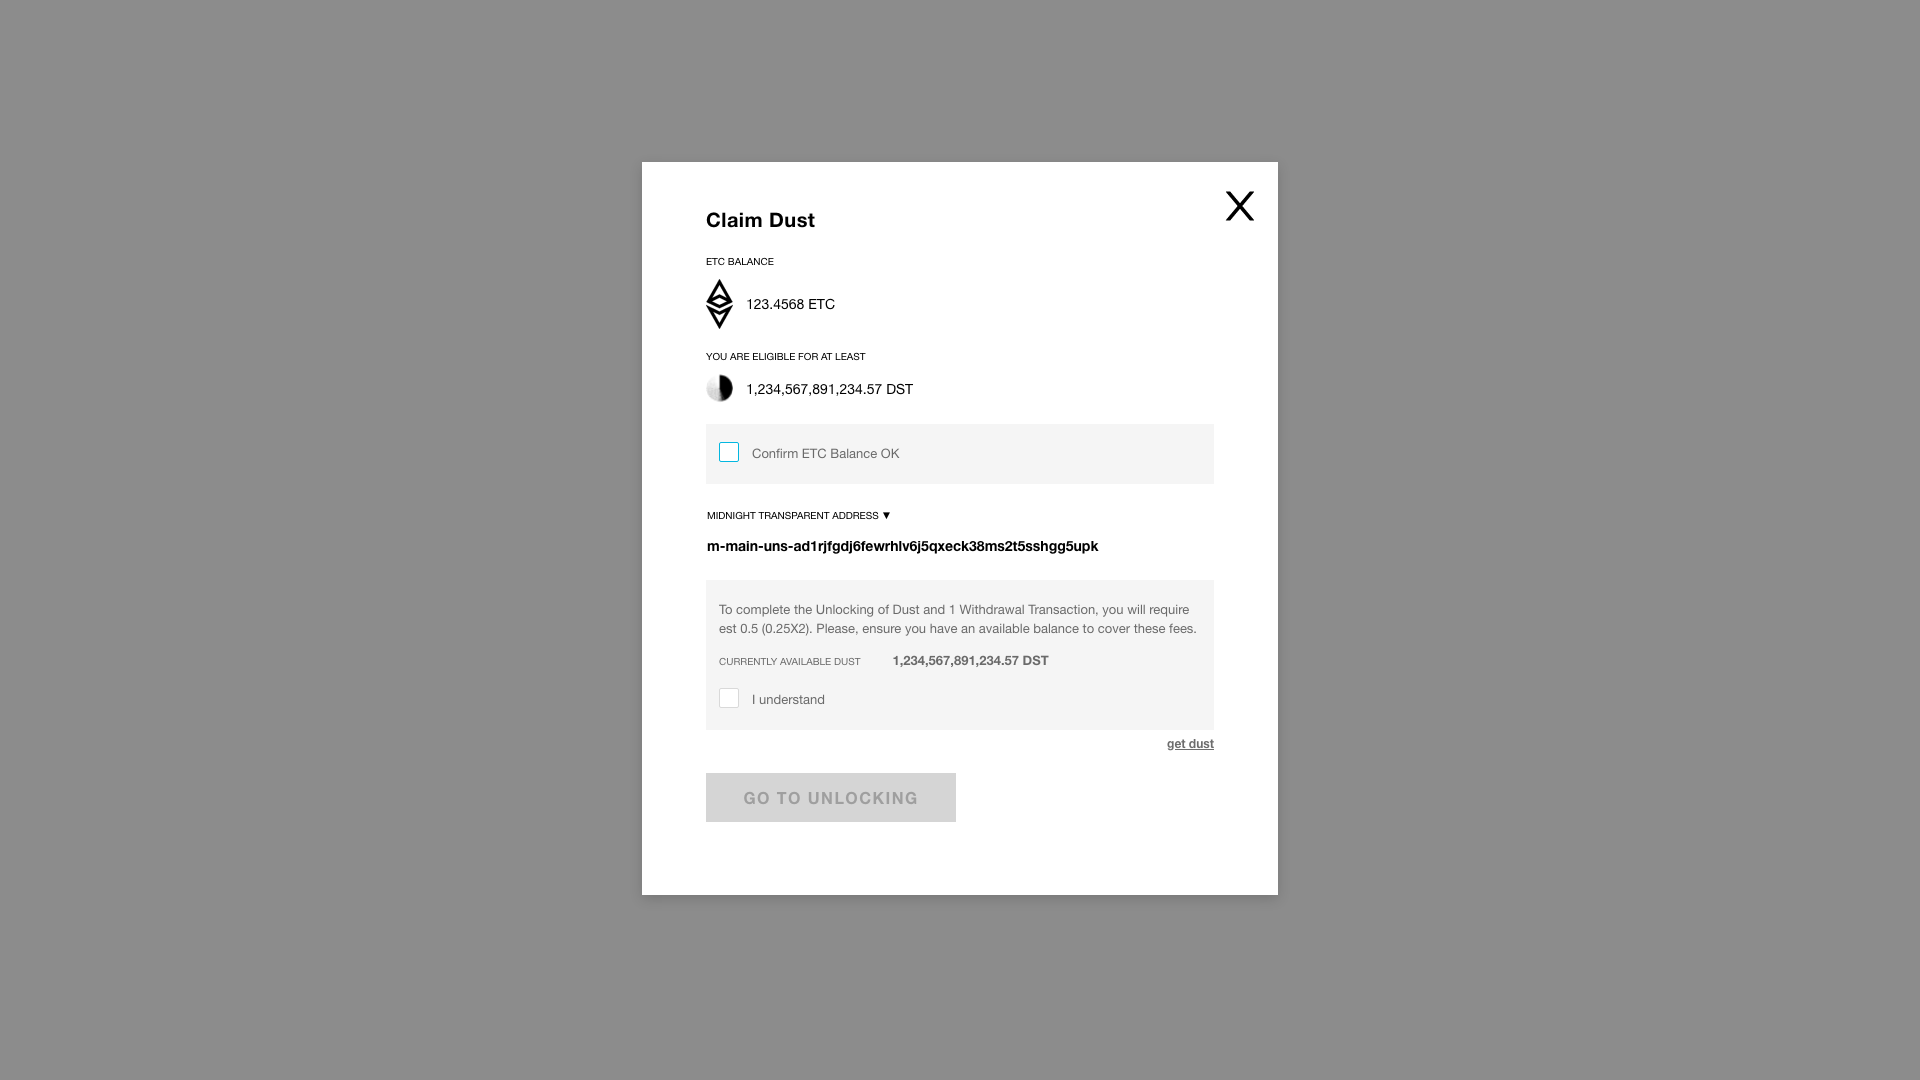 Claim Dust
X
ETC BALANCE
123.4568 ETC
YOU ARE ELIGIBLE FOR AT LEAST
1,234,567,891,234.57 DST
Confirm ETC Balance OK
MIDNIGHT TRANSPARENT ADDRESS ▼
m-main-uns-ad1rjfgdj6fewrhlv6j5qxeck38ms2t5sshgg5upk
To complete the Unlocking of Dust and 1 Withdrawal Transaction, you will require
est 0.5 (0.25X2). Please, ensure you have an available balance to cover these fees.
CURRENTLY AVAILABLE DUST 1,234,567,891,234.57 DST
I understand
get dust
GO TO UNLOCKING